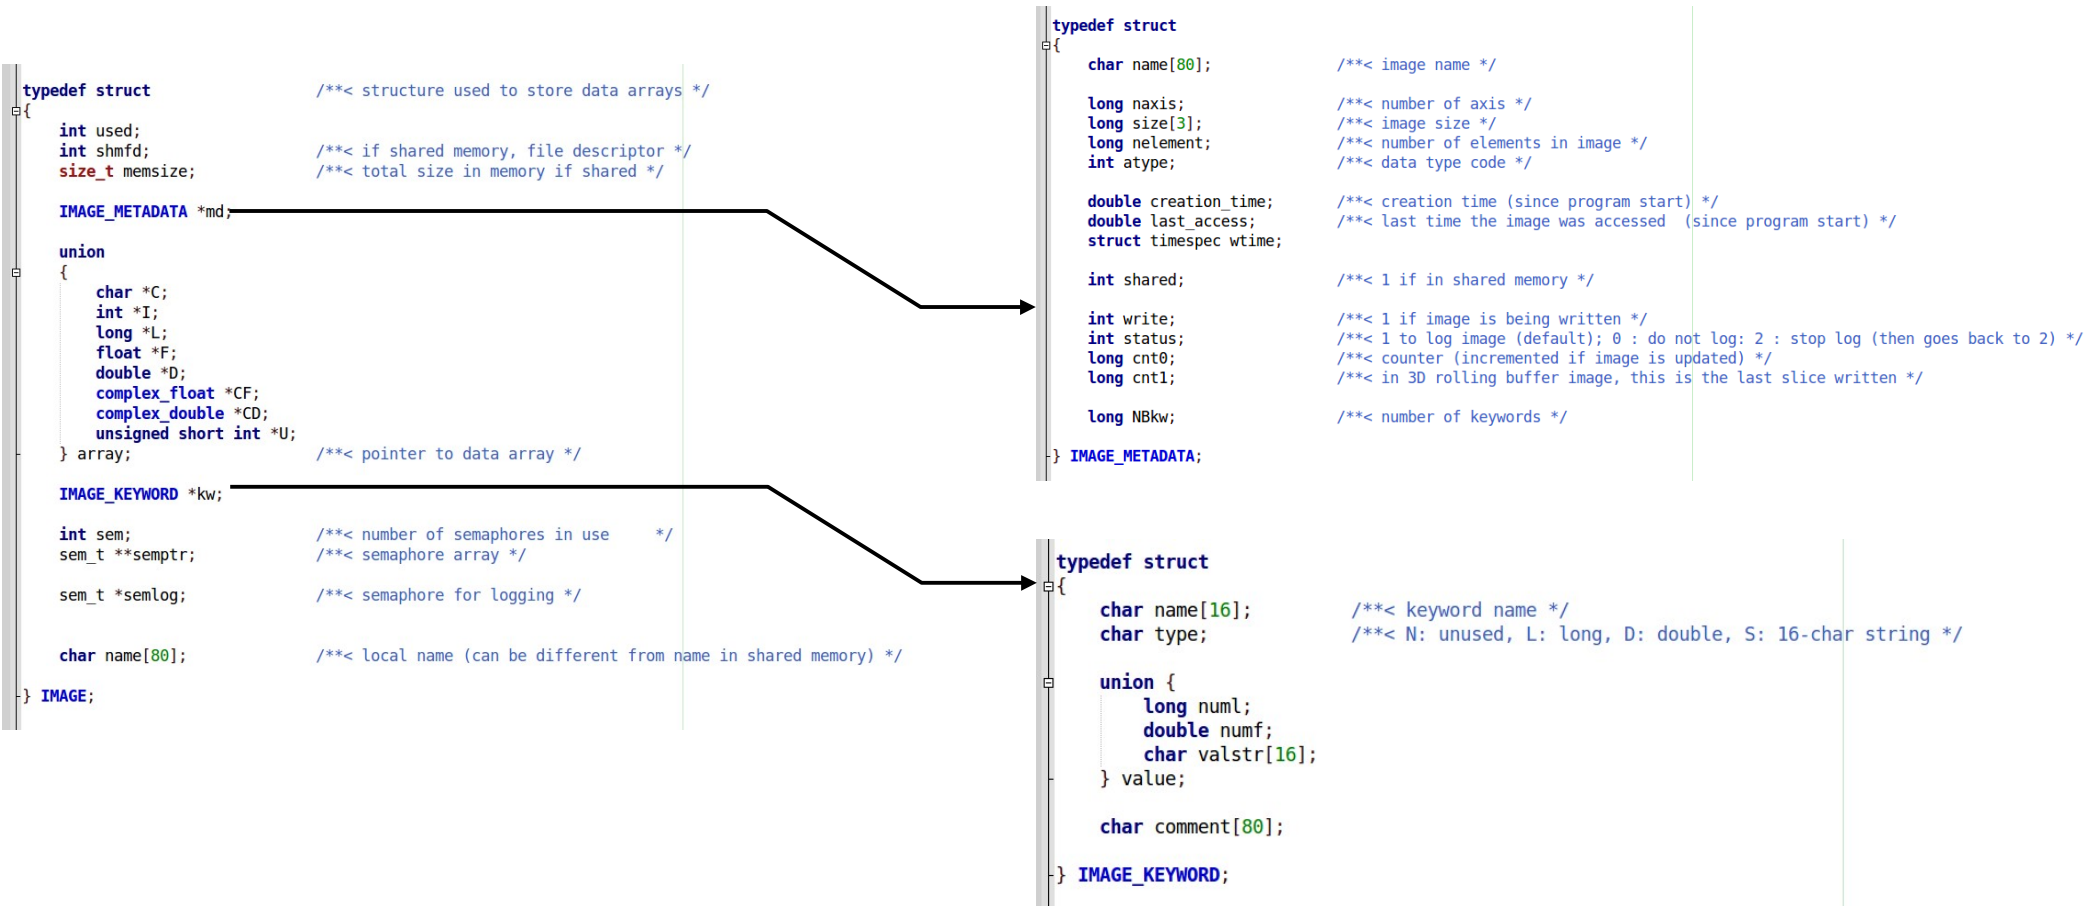 typedef struct /**< structure used to store data arrays */
{
int used;
int shmfd; /**< if shared memory, file descriptor */
size_t memsize; /**< total size in memory if shared */
IMAGE_METADATA *md;
union
{
char *C;
int *I;
long *L;
float *F;
double *D;
complex_float *CF;
complex_double *CD;
unsigned short int *U;
} array; /**< pointer to data array */
IMAGE_KEYWORD *kw;
int sem; /**< number of semaphores in use */
sem_t **semptr; /**< semaphore array */
sem_t *semlog; /**< semaphore for logging */
char name[80]; /**< local name (can be different from name in shared memory) */
} IMAGE;
typedef struct
{
char name[80]; /**< image name */
long naxis; /**< number of axis */
long size[3]; /**< image size */
long nelement; /**< number of elements in image */
int atype; /**< data type code */
double creation_time; /**< creation time (since program start) */
double last_access; /**< last time the image was accessed  (since program start) */
struct timespec wtime;
int shared; /**< 1 if in shared memory */
int write; /**< 1 if image is being written */
int status; /**< 1 to log image (default); 0 : do not log: 2 : stop log (then goes back to 2) */
long cnt0; /**< counter (incremented if image is updated) */
long cnt1; /**< in 3D rolling buffer image, this is the last slice written */
long NBkw; /**< number of keywords */
} IMAGE_METADATA;
typedef struct
{
char name[16]; /**< keyword name */
char type; /**< N: unused, L: long, D: double, S: 16-char string */
union {
long numl;
double numf;
char valstr[16];
} value;
char comment[80];
} IMAGE_KEYWORD;